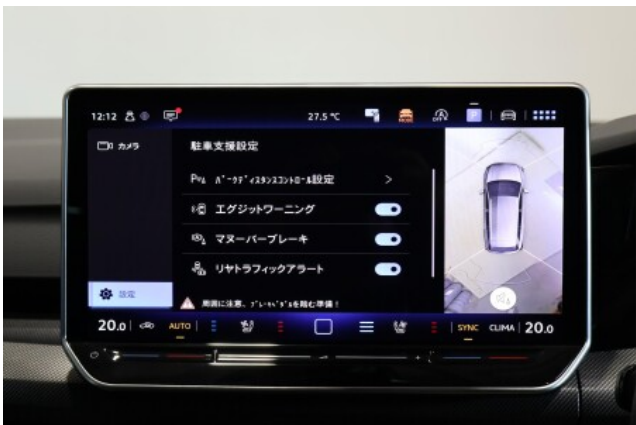 12:12 27.5 ℃ P
カメラ
駐車支援設定
P ﾊﾟｰｸﾃﾞｨｽﾀﾝｽｺﾝﾄﾛｰﾙ設定 >
エグジットワーニング
マヌーバーブレーキ
リヤトラフィックアラート
設定
周囲に注意、ﾌﾞﾚｰｷﾍﾟﾀﾞﾙを踏む準備！
20.0 AUTO SYNC CLIMA 20.0